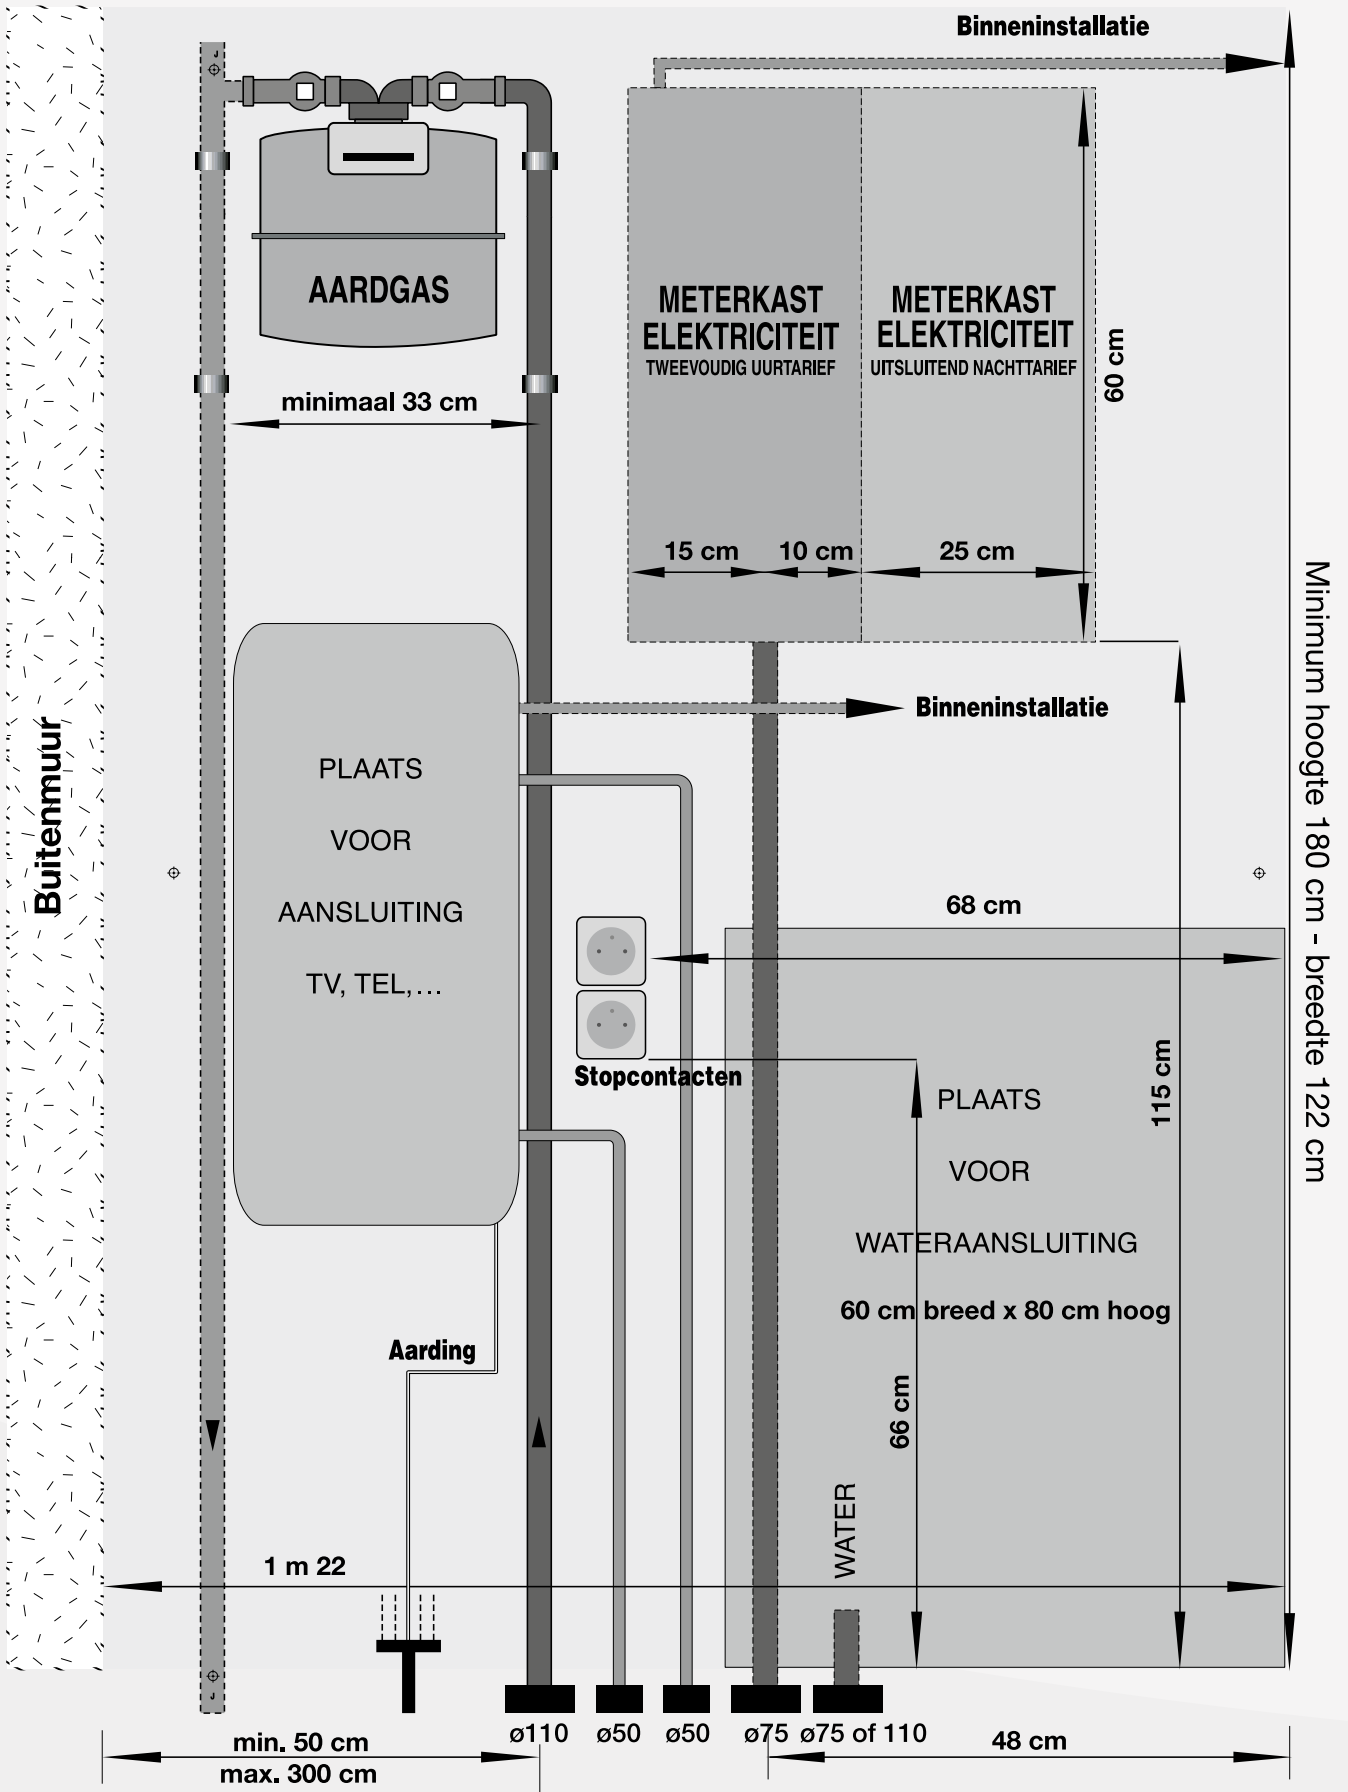 Binneninstallatie
AARDGAS
METERKAST
ELEKTRICITEIT
TWEEVOUDIG UURTARIEF
METERKAST
ELEKTRICITEIT
UITSLUITEND NACHTTARIEF
60 cm
minimaal 33 cm
15 cm
10 cm
25 cm
Minimum hoogte 180 cm - breedte 122 cm
Buitenmuur
Binneninstallatie
PLAATS
VOOR
AANSLUITING
TV, TEL,...
68 cm
Stopcontacten
115 cm
PLAATS
VOOR
WATERAANSLUITING
60 cm breed x 80 cm hoog
66 cm
Aarding
WATER
1 m 22
ø110
ø50
ø50
ø75
ø75 of 110
min. 50 cm
max. 300 cm
48 cm